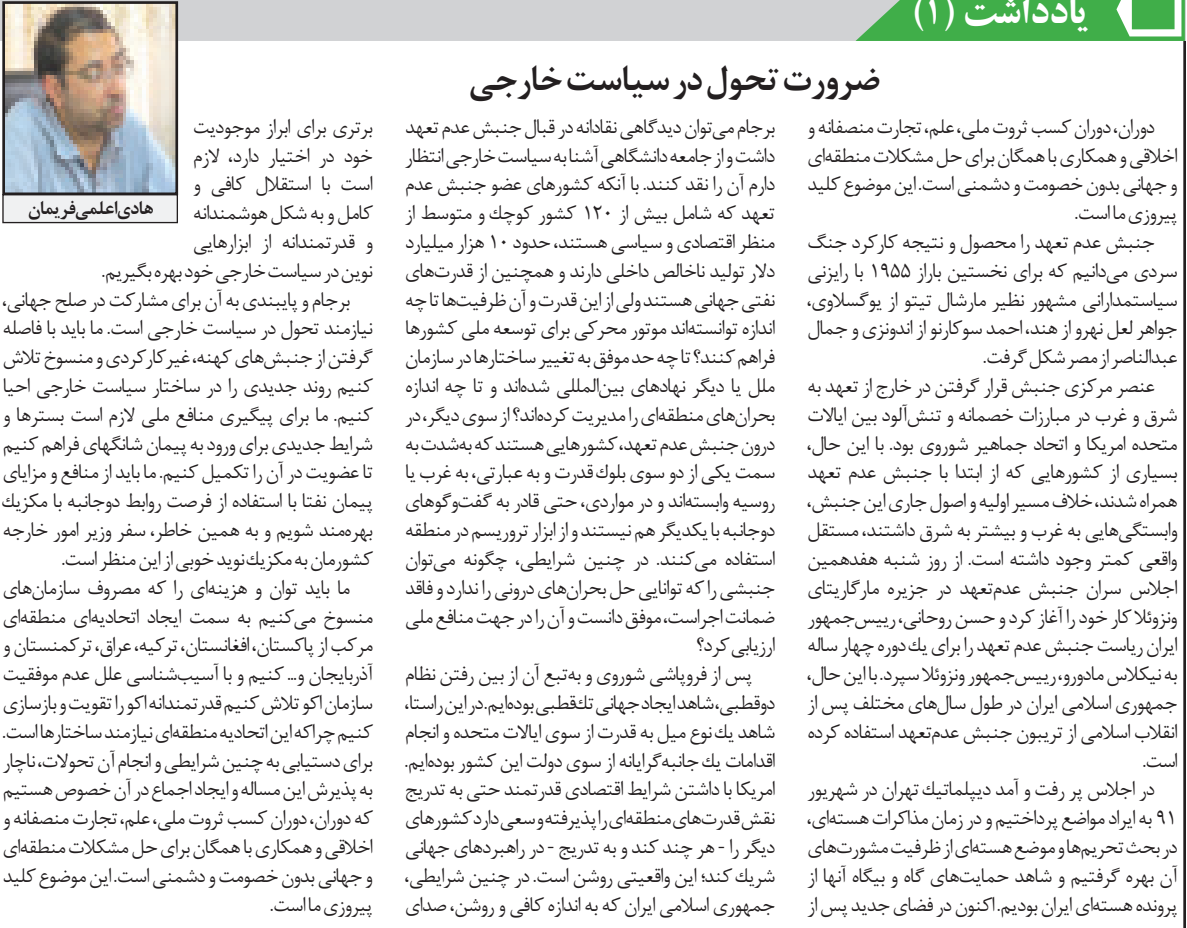 یادداشت (۱)
ضرورت تحول در سیاست خارجی
دوران، دوران کسب ثروت ملی، علم، تجارت منصفانه و
اخلاقی و همکاری با همگان برای حل مشکلات منطقه‌ای
و جهانی بدون خصومت و دشمنی است. این موضوع کلید
پیروزی ما است.
جنبش عدم تعهد را محصول و نتیجه کارکرد جنگ
سردی می‌دانیم که برای نخستین باراز ۱۹۵۵ با رایزنی
سیاستمدارانی مشهور نظیر مارشال تیتو از یوگسلاوی،
جواهر لعل نهرو از هند، احمد سوکارنو از اندونزی و جمال
عبدالناصر از مصر شکل گرفت.
عنصر مرکزی جنبش قرار گرفتن در خارج از تعهد به
شرق و غرب در مبارزات خصمانه و تنش‌آلود بین ایالات
متحده امریکا و اتحاد جماهیر شوروی بود. با این حال،
بسیاری از کشورهایی که از ابتدا با جنبش عدم تعهد
همراه شدند، خلاف مسیر اولیه و اصول جاری این جنبش،
وابستگی‌هایی به غرب و بیشتر به شرق داشتند، مستقل
واقعی کمتر وجود داشته است. از روز شنبه هفدهمین
اجلاس سران جنبش عدم‌تعهد در جزیره مارگاریتای
ونزوئلا کار خود را آغاز کرد و حسن روحانی، رییس‌جمهور
ایران ریاست جنبش عدم تعهد را برای یك دوره چهار ساله
به نیکلاس مادورو، رییس‌جمهور ونزوئلا سپرد. با این حال،
جمهوری اسلامی ایران در طول سال‌های مختلف پس از
انقلاب اسلامی از تریبون جنبش عدم‌تعهد استفاده کرده
است.
در اجلاس پر رفت و آمد دیپلماتیك تهران در شهریور
۹۱ به ایراد مواضع پرداختیم و در زمان مذاکرات هسته‌ای،
در بحث تحریم‌ها و موضع هسته‌ای از ظرفیت مشورت‌های
آن بهره گرفتیم و شاهد حمایت‌های گاه و بیگاه آنها از
پرونده هسته‌ای ایران بودیم. اکنون در فضای جدید پس از
برجام می‌توان دیدگاهی نقادانه در قبال جنبش عدم تعهد
داشت و از جامعه دانشگاهی آشنا به سیاست خارجی انتظار
دارم آن را نقد کنند. با آنکه کشورهای عضو جنبش عدم
تعهد که شامل بیش از ۱۲۰ کشور کوچك و متوسط از
منظر اقتصادی و سیاسی هستند، حدود ۱۰ هزار میلیارد
دلار تولید ناخالص داخلی دارند و همچنین از قدرت‌های
نفتی جهانی هستند ولی از این قدرت و آن ظرفیت‌ها تا چه
اندازه توانسته‌اند موتور محرکی برای توسعه ملی کشورها
فراهم کنند؟ تا چه حد موفق به تغییر ساختارها در سازمان
ملل یا دیگر نهادهای بین‌المللی شده‌اند و تا چه اندازه
بحران‌های منطقه‌ای را مدیریت کرده‌اند؟ از سوی دیگر، در
درون جنبش عدم تعهد، کشورهایی هستند که به‌شدت به
سمت یکی از دو سوی بلوك قدرت و به عبارتی، به غرب یا
روسیه وابسته‌اند و در مواردی، حتی قادر به گفت‌وگوهای
دوجانبه با یکدیگر هم نیستند و از ابزار تروریسم در منطقه
استفاده می‌کنند. در چنین شرایطی، چگونه می‌توان
جنبشی را که توانایی حل بحران‌های درونی را ندارد و فاقد
ضمانت اجراست، موفق دانست و آن را در جهت منافع ملی
ارزیابی کرد؟
پس از فروپاشی شوروی و به‌تبع آن از بین رفتن نظام
دوقطبی، شاهد ایجاد جهانی تك‌قطبی بوده‌ایم. در این راستا،
شاهد یك نوع میل به قدرت از سوی ایالات متحده و انجام
اقدامات یك جانبه‌گرایانه از سوی دولت این کشور بوده‌ایم.
امریکا با داشتن شرایط اقتصادی قدرتمند حتی به تدریج
نقش قدرت‌های منطقه‌ای را پذیرفته و سعی دارد کشورهای
دیگر را - هر چند کند و به تدریج - در راهبردهای جهانی
شریك کند؛ این واقعیتی روشن است. در چنین شرایطی،
جمهوری اسلامی ایران که به اندازه کافی و روشن، صدای
هادی‌اعلمی‌فریمان
برتری برای ابراز موجودیت
خود در اختیار دارد، لازم
است با استقلال کافی و
کامل و به شکل هوشمندانه
و قدرتمندانه از ابزارهایی
نوین در سیاست خارجی خود بهره بگیریم.
برجام و پایبندی به آن برای مشارکت در صلح جهانی،
نیازمند تحول در سیاست خارجی است. ما باید با فاصله
گرفتن از جنبش‌های کهنه، غیرکارکردی و منسوخ تلاش
کنیم روند جدیدی را در ساختار سیاست خارجی احیا
کنیم. ما برای پیگیری منافع ملی لازم است بسترها و
شرایط جدیدی برای ورود به پیمان شانگهای فراهم کنیم
تا عضویت در آن را تکمیل کنیم. ما باید از منافع و مزایای
پیمان نفتا با استفاده از فرصت روابط دوجانبه با مکزیك
بهره‌مند شویم و به همین خاطر، سفر وزیر امور خارجه
کشورمان به مکزیك نوید خوبی از این منظر است.
ما باید توان و هزینه‌ای را که مصروف سازمان‌های
منسوخ می‌کنیم به سمت ایجاد اتحادیه‌ای منطقه‌ای
مرکب از پاکستان، افغانستان، ترکیه، عراق، ترکمنستان و
آذربایجان و... کنیم و با آسیب‌شناسی علل عدم موفقیت
سازمان اکو تلاش کنیم قدرتمندانه اکو را تقویت و بازسازی
کنیم چراکه این اتحادیه منطقه‌ای نیازمند ساختارها است.
برای دستیابی به چنین شرایطی و انجام آن تحولات، ناچار
به پذیرش این مساله و ایجاد اجماع در آن خصوص هستیم
که دوران، دوران کسب ثروت ملی، علم، تجارت منصفانه و
اخلاقی و همکاری با همگان برای حل مشکلات منطقه‌ای
و جهانی بدون خصومت و دشمنی است. این موضوع کلید
پیروزی ما است.